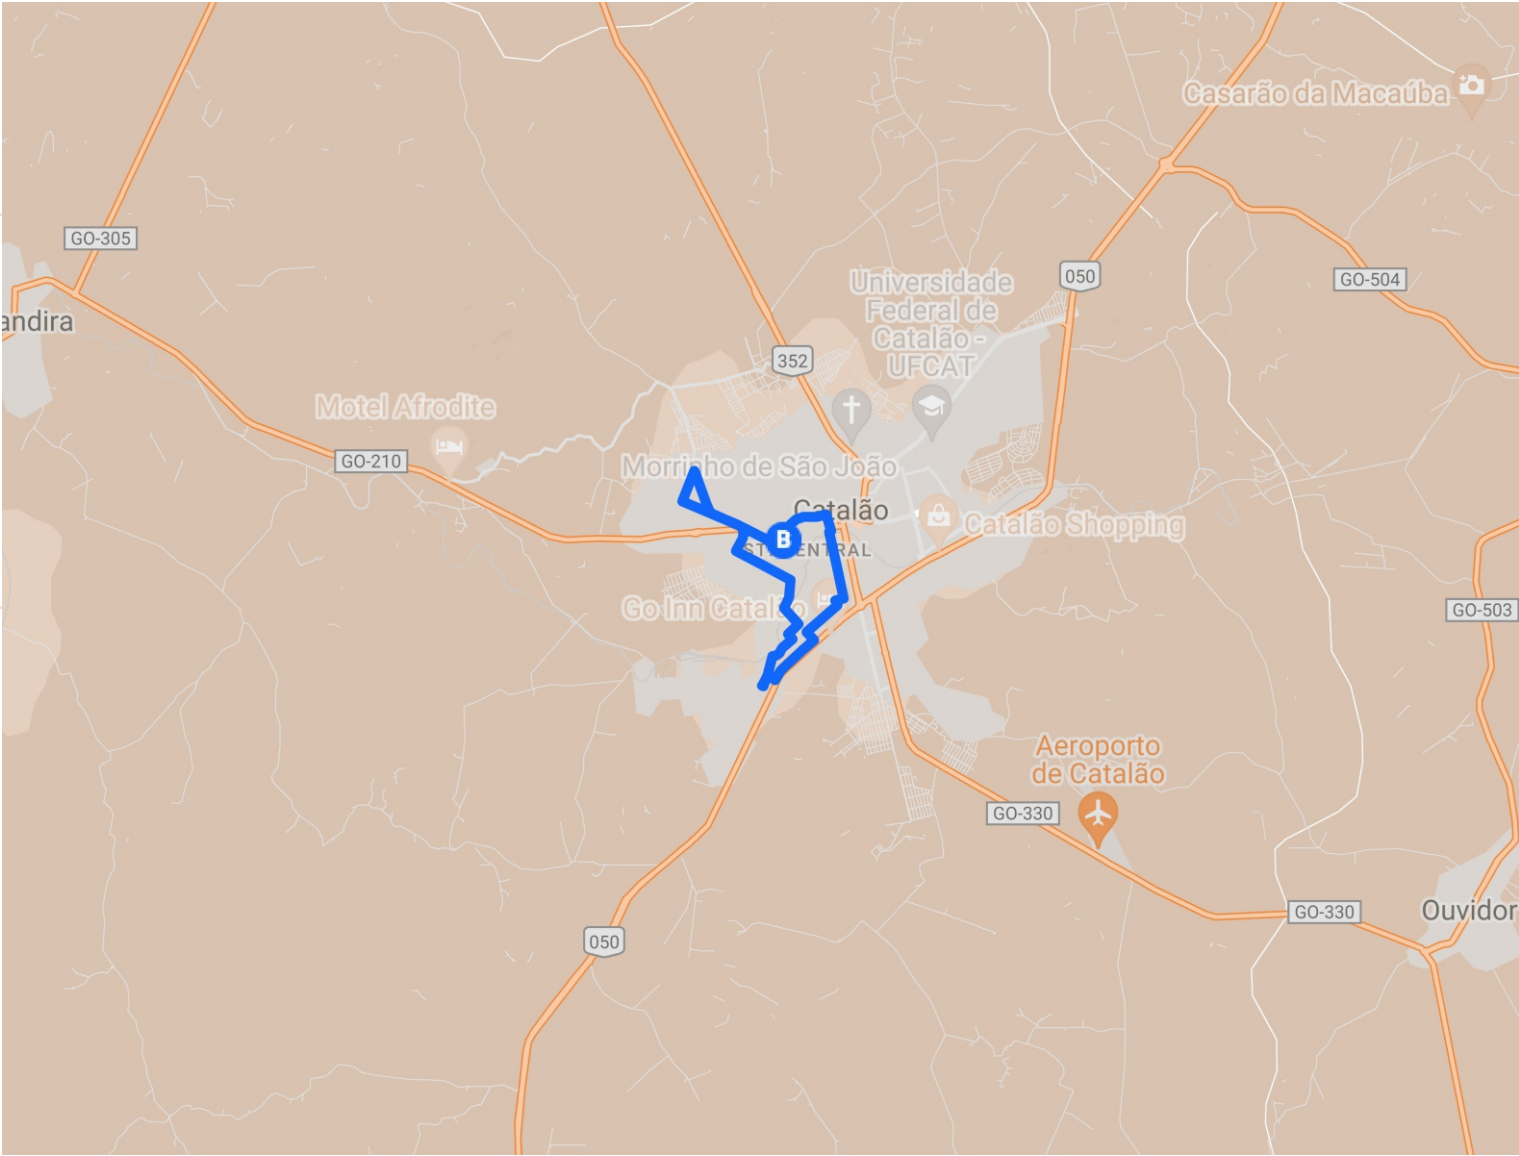 Casarão da Macaúba
GO-305
050
GO-504
Universidade
Federal de
Catalão -
UFCAT
andira
352
Motel Afrodite
GO-210
Morrinho de São João
Catalão
Catalão Shopping
B
GO-503
Go Inn Catalão
Aeroporto
de Catalão
GO-330
GO-330
Ouvidor
050